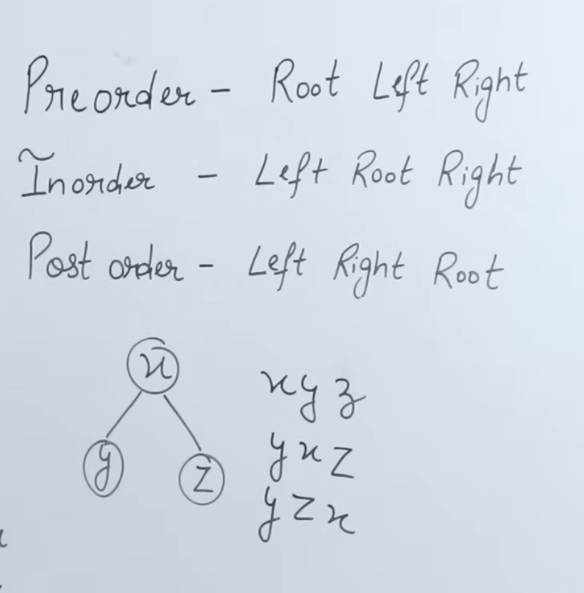 Preorder - Root Left Right
Inorder - Left Root Right
Post order - Left Right Root
x
y z
x y z
y x z
y z x